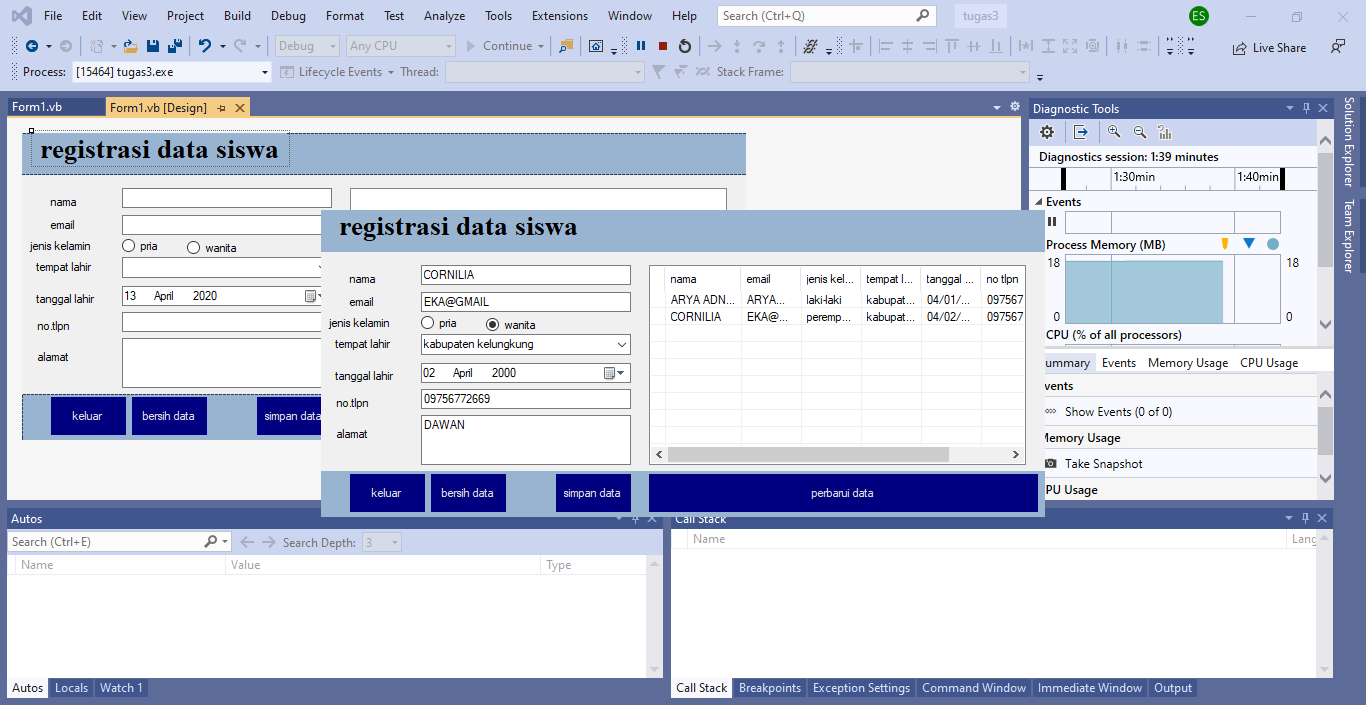 File Edit View Project Build Debug Format Test Analyze Tools Extensions Window Help Search (Ctrl+Q) tugas3 ES
Debug Any CPU Continue Live Share
Process: [15464] tugas3.exe Lifecycle Events Thread: Stack Frame:
Form1.vb Form1.vb [Design]
registrasi data siswa
nama
email
jenis kelamin pria wanita
tempat lahir
tanggal lahir 13 April 2020
no.tlpn
alamat
keluar bersih data simpan data
registrasi data siswa
nama CORNILIA
email EKA@GMAIL
jenis kelamin pria wanita
tempat lahir kabupaten kelungkung
tanggal lahir 02 April 2000
no.tlpn 09756772669
alamat DAWAN
nama email jenis kel... tempat l... tanggal ... no tlpn
ARYA ADN... ARYA... laki-laki kabupat... 04/01/... 097567
CORNILIA EKA@... peremp... kabupat... 04/02/... 097567
keluar bersih data simpan data perbarui data
Diagnostic Tools
Diagnostics session: 1:39 minutes
1:30min 1:40min
Events
Process Memory (MB)
18 18
0 0
CPU (% of all processors)
ummary Events Memory Usage CPU Usage
vents
Show Events (0 of 0)
Memory Usage
Take Snapshot
PU Usage
Solution Explorer
Team Explorer
Autos
Search (Ctrl+E) Search Depth: 3
Name Value Type
Autos Locals Watch 1
Call Stack
Name Lang
Call Stack Breakpoints Exception Settings Command Window Immediate Window Output